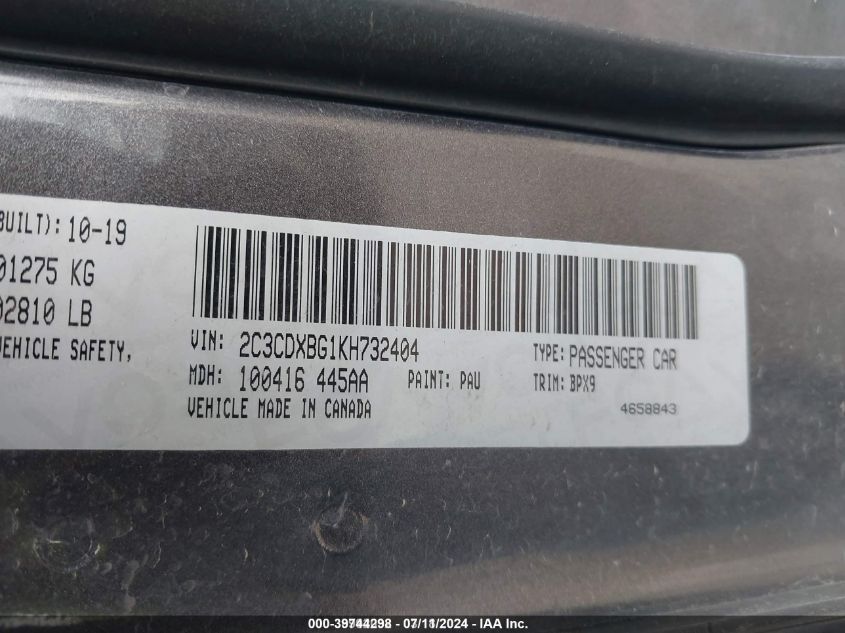 BUILT): 10-19
01275 KG
02810 LB
VEHICLE SAFETY,
VIN: 2C3CDXBG1KH732404
TYPE: PASSENGER CAR
MDH: 100416 445AA
PAINT: PAU
TRIM: BPX9
VEHICLE MADE IN CANADA
4658843
000-39744298 - 07/11/2024 - IAA Inc.